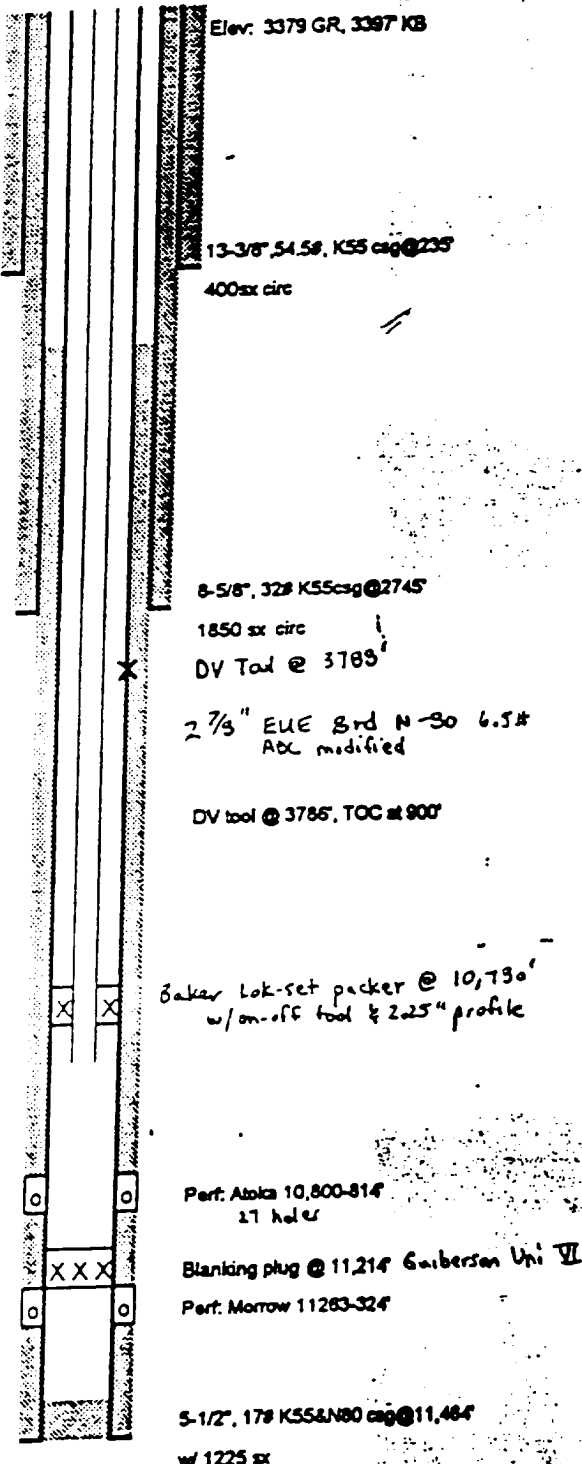 Elev: 3379 GR, 3397' KB
13-3/8", 54.5#, K55 csg@235'
400sx circ
8-5/8", 32# K55csg@2745'
1850 sx circ
DV Tool @ 3785'
2 7/8" EUE 8rd N-80 6.5#
ABC modified
DV tool @ 3786', TOC at 900'
Baker Lok-set packer @ 10,730'
w/ on-off tool & 2.25" profile
X X
Perf: Atoka 10,800-814'
27 holes
o o
Blanking plug @ 11,214' Guiberson Uni VI
X X X
Perf: Morrow 11263-324'
o o
5-1/2", 17# K55&N80 csg@11,464'
w/ 1225 sx